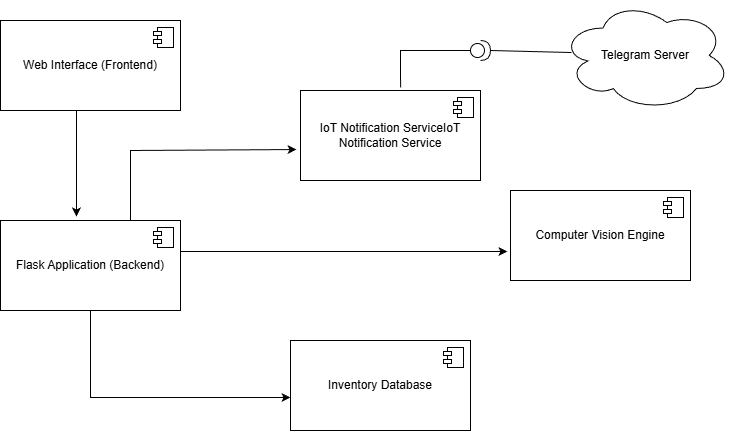 Web Interface (Frontend)
Telegram Server
IoT Notification ServiceIoT
Notification Service
Computer Vision Engine
Flask Application (Backend)
Inventory Database